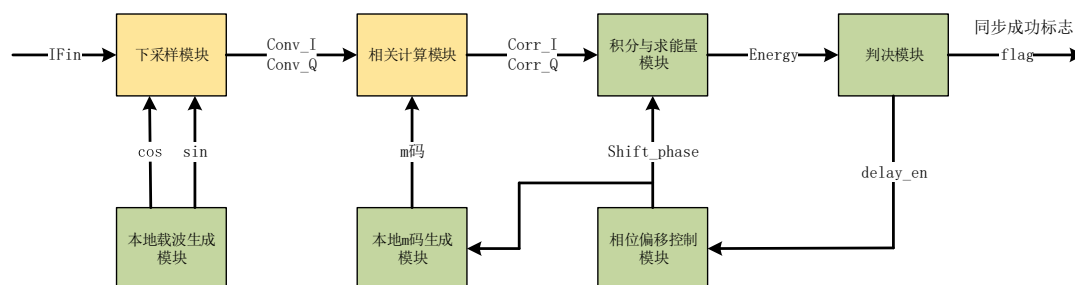 同步成功标志
IFin
下采样模块
Conv_I
Conv_Q
相关计算模块
Corr_I
Corr_Q
积分与求能量
模块
Energy
判决模块
flag
cos
sin
m码
Shift_phase
delay_en
本地载波生成
模块
本地m码生成
模块
相位偏移控制
模块